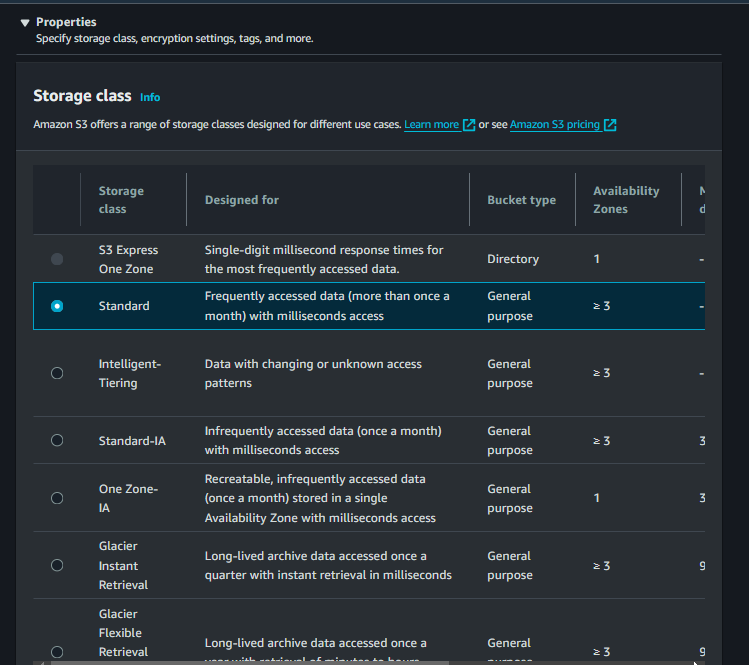 Properties
Specify storage class, encryption settings, tags, and more.
Storage class Info
Amazon S3 offers a range of storage classes designed for different use cases. Learn more or see Amazon S3 pricing
Storage
class
Designed for
Bucket type
Availability
Zones
M
d
S3 Express
One Zone
Single-digit millisecond response times for
the most frequently accessed data.
Directory
1
-
Standard
Frequently accessed data (more than once a
month) with milliseconds access
General
purpose
≥ 3
-
Intelligent-
Tiering
Data with changing or unknown access
patterns
General
purpose
≥ 3
-
Standard-IA
Infrequently accessed data (once a month)
with milliseconds access
General
purpose
≥ 3
3
One Zone-
IA
Recreatable, infrequently accessed data
(once a month) stored in a single
Availability Zone with milliseconds access
General
purpose
1
3
Glacier
Instant
Retrieval
Long-lived archive data accessed once a
quarter with instant retrieval in milliseconds
General
purpose
≥ 3
9
Glacier
Flexible
Retrieval
Long-lived archive data accessed once a
year with retrieval of minutes to hours
General
≥ 3
9